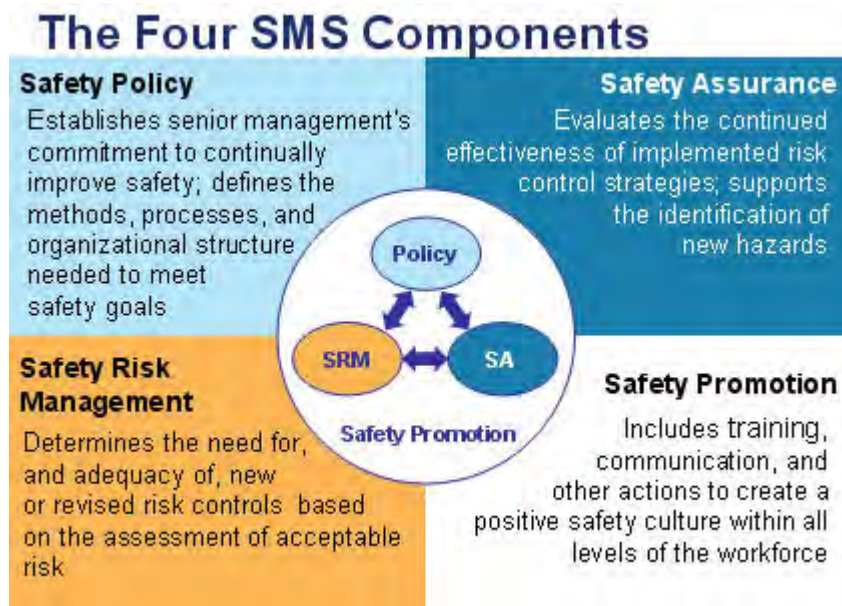 The Four SMS Components
Safety Policy
Establishes senior management's
commitment to continually
improve safety; defines the
methods, processes, and
organizational structure
needed to meet
safety goals
Safety Assurance
Evaluates the continued
effectiveness of implemented risk
control strategies; supports
the identification of
new hazards
Policy
SRM
SA
Safety Promotion
Safety Risk
Management
Determines the need for,
and adequacy of, new
or revised risk controls based
on the assessment of acceptable
risk
Safety Promotion
Includes training,
communication, and
other actions to create a
positive safety culture within all
levels of the workforce